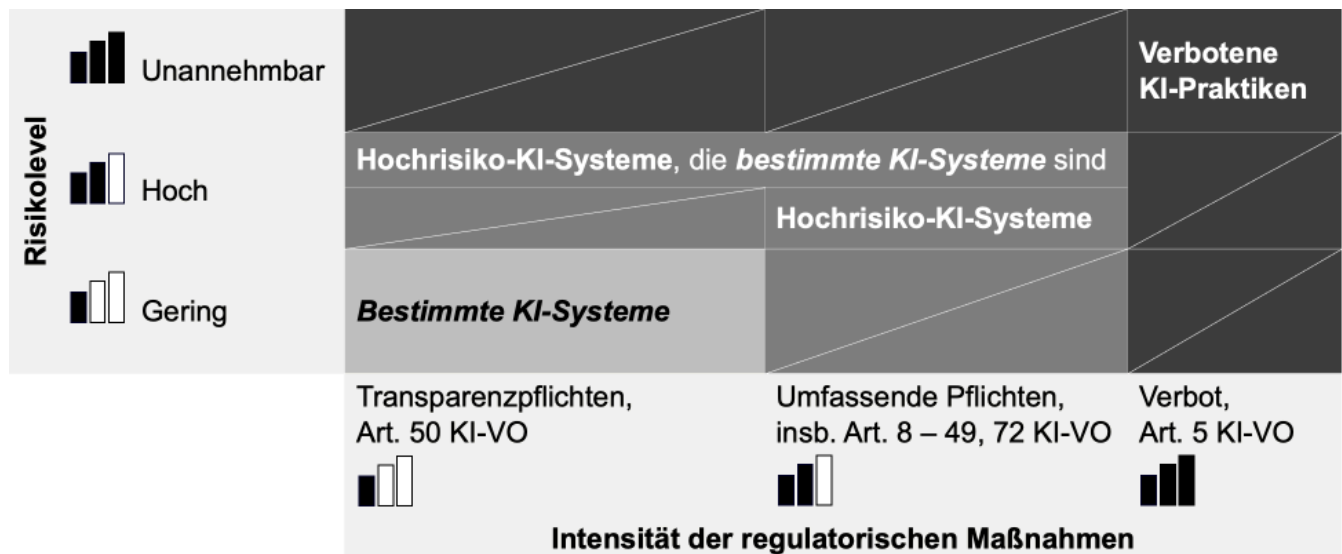 Risikolevel
Unannehmbar
Verbotene
KI-Praktiken
Hoch
Hochrisiko-KI-Systeme, die bestimmte KI-Systeme sind
Hochrisiko-KI-Systeme
Gering
Bestimmte KI-Systeme
Transparenzpflichten,
Art. 50 KI-VO
Umfassende Pflichten,
insb. Art. 8 – 49, 72 KI-VO
Verbot,
Art. 5 KI-VO
Intensität der regulatorischen Maßnahmen